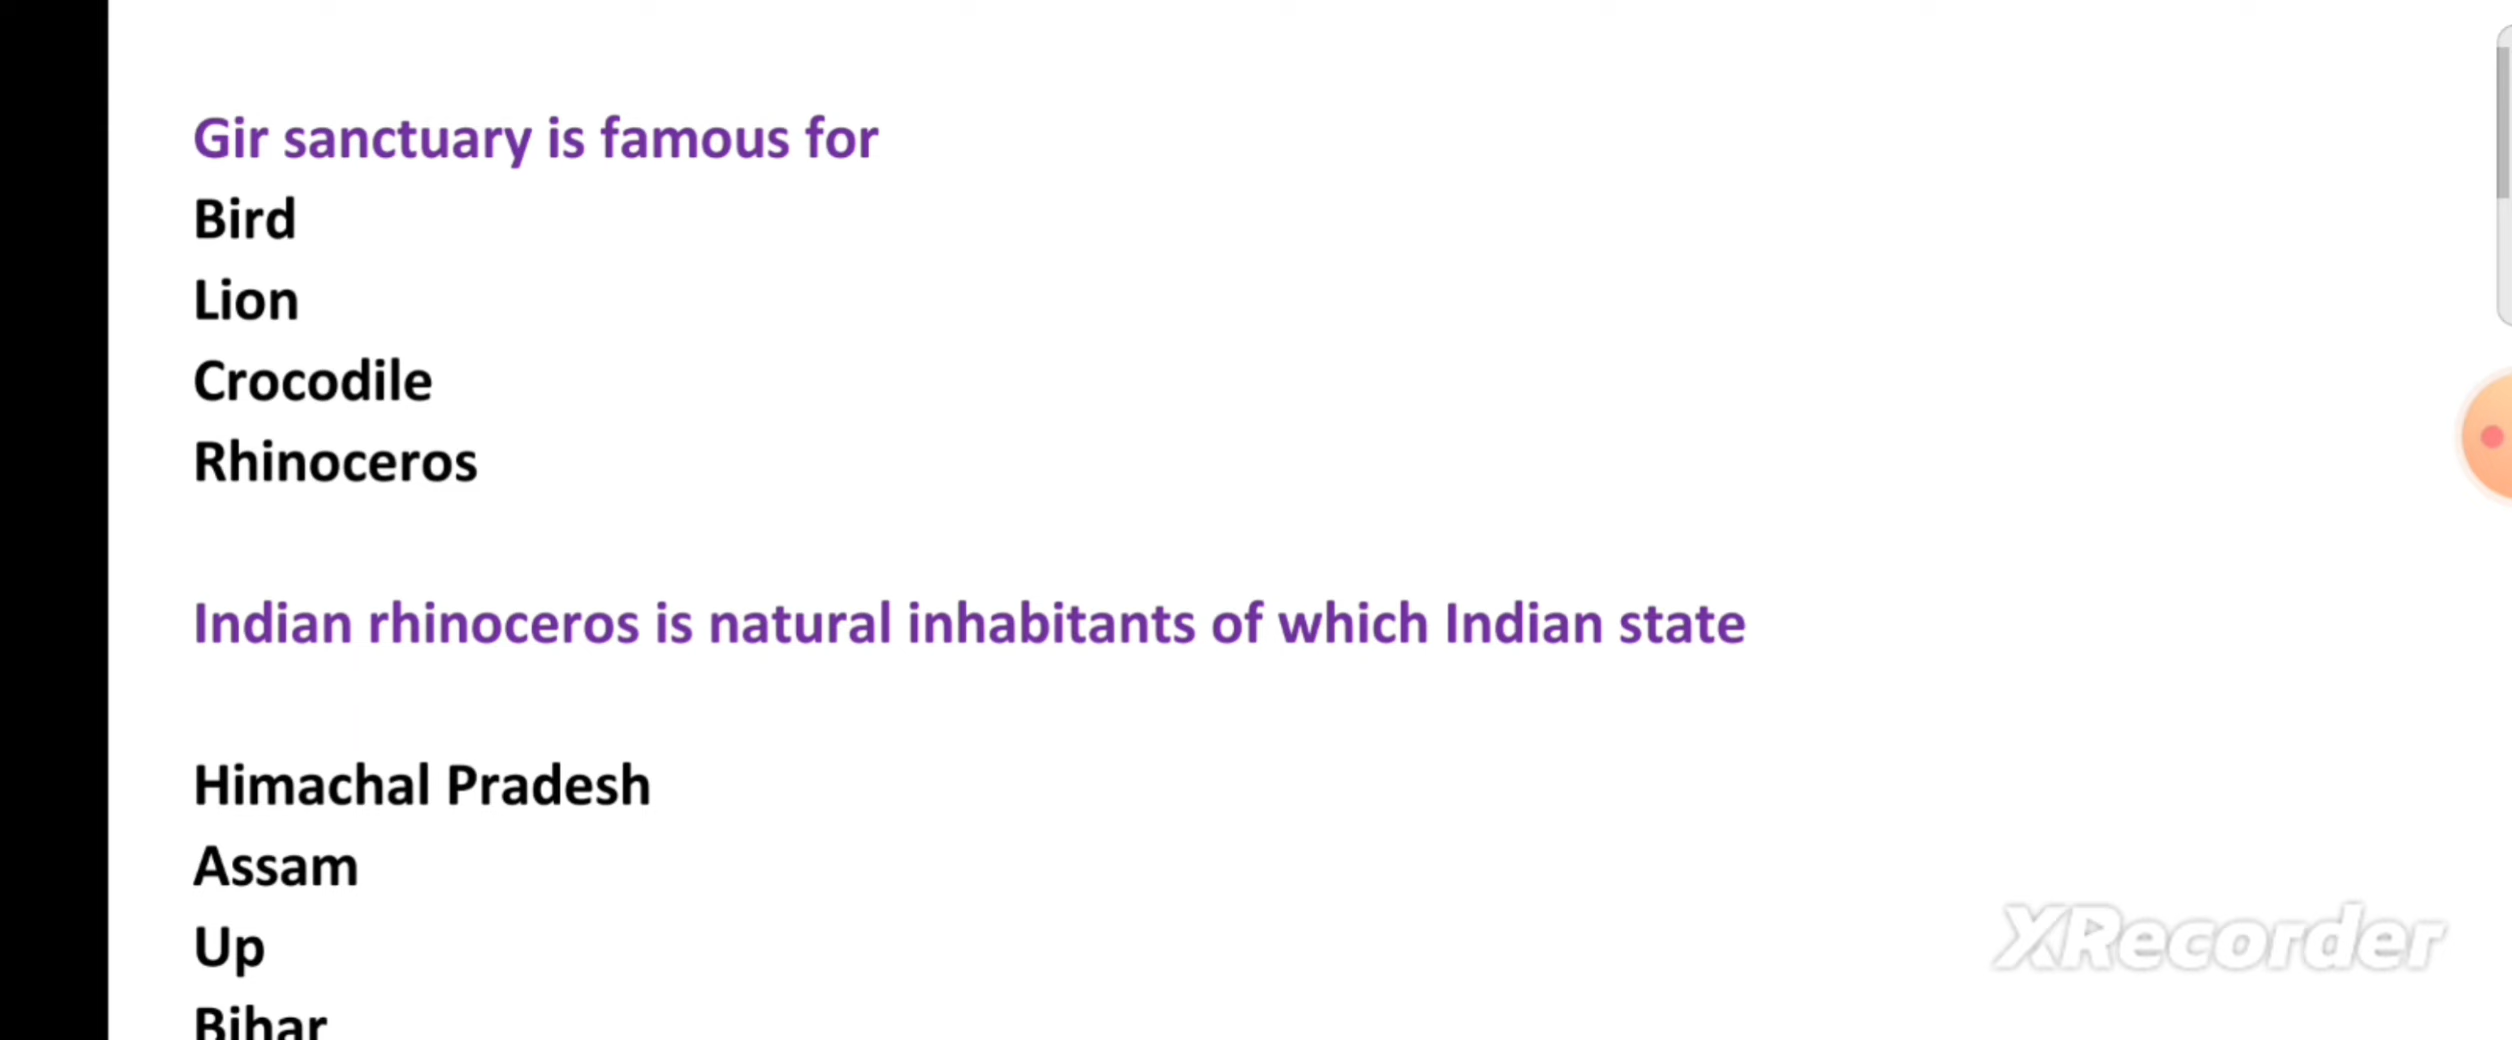 Gir sanctuary is famous for
Bird
Lion
Crocodile
Rhinoceros
Indian rhinoceros is natural inhabitants of which Indian state
Himachal Pradesh
Assam
Up
Bihar
XRecorder